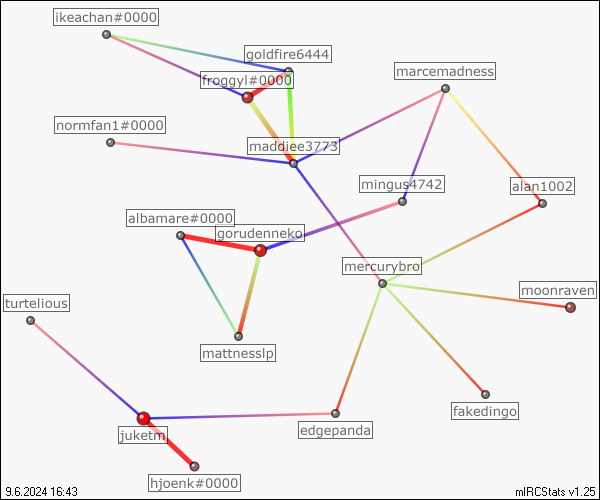 ikeachan#0000
goldfire6444
marcemadness
froggyl#0000
normfan1#0000
maddiee3773
mingus4742
alan1002
albamare#0000
gorudenneko
mercurybro
moonraven
turtelious
mattnesslp
fakedingo
edgepanda
juketm
hjoenk#0000
9.6.2024 16:43
mIRCStats v1.25